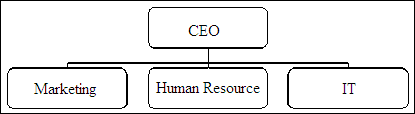 CEO
Marketing
Human Resource
IT